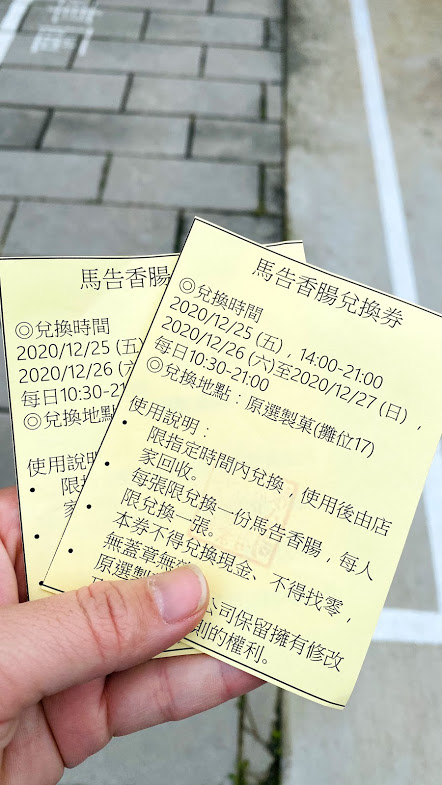 馬告香腸
◎兌換時間
2020/12/25 (五
2020/12/26 (
每日10:30-21
◎兌換地點
使用說
馬告香腸兌換券
◎兌換時間
2020/12/25 (五)，14:00-21:00
2020/12/26 (六)至2020/12/27 (日)，
每日10:30-21:00
◎兌換地點：原選製菓(攤位17)
使用說明：
• 限指定時間內兌換，使用後由店
家回收。
• 每張限兌換一份馬告香腸，每人
限兌換一張。
• 本券不得兌換現金、不得找零，
無蓋章無
• 原選製
公司保留擁有修改
則的權利。